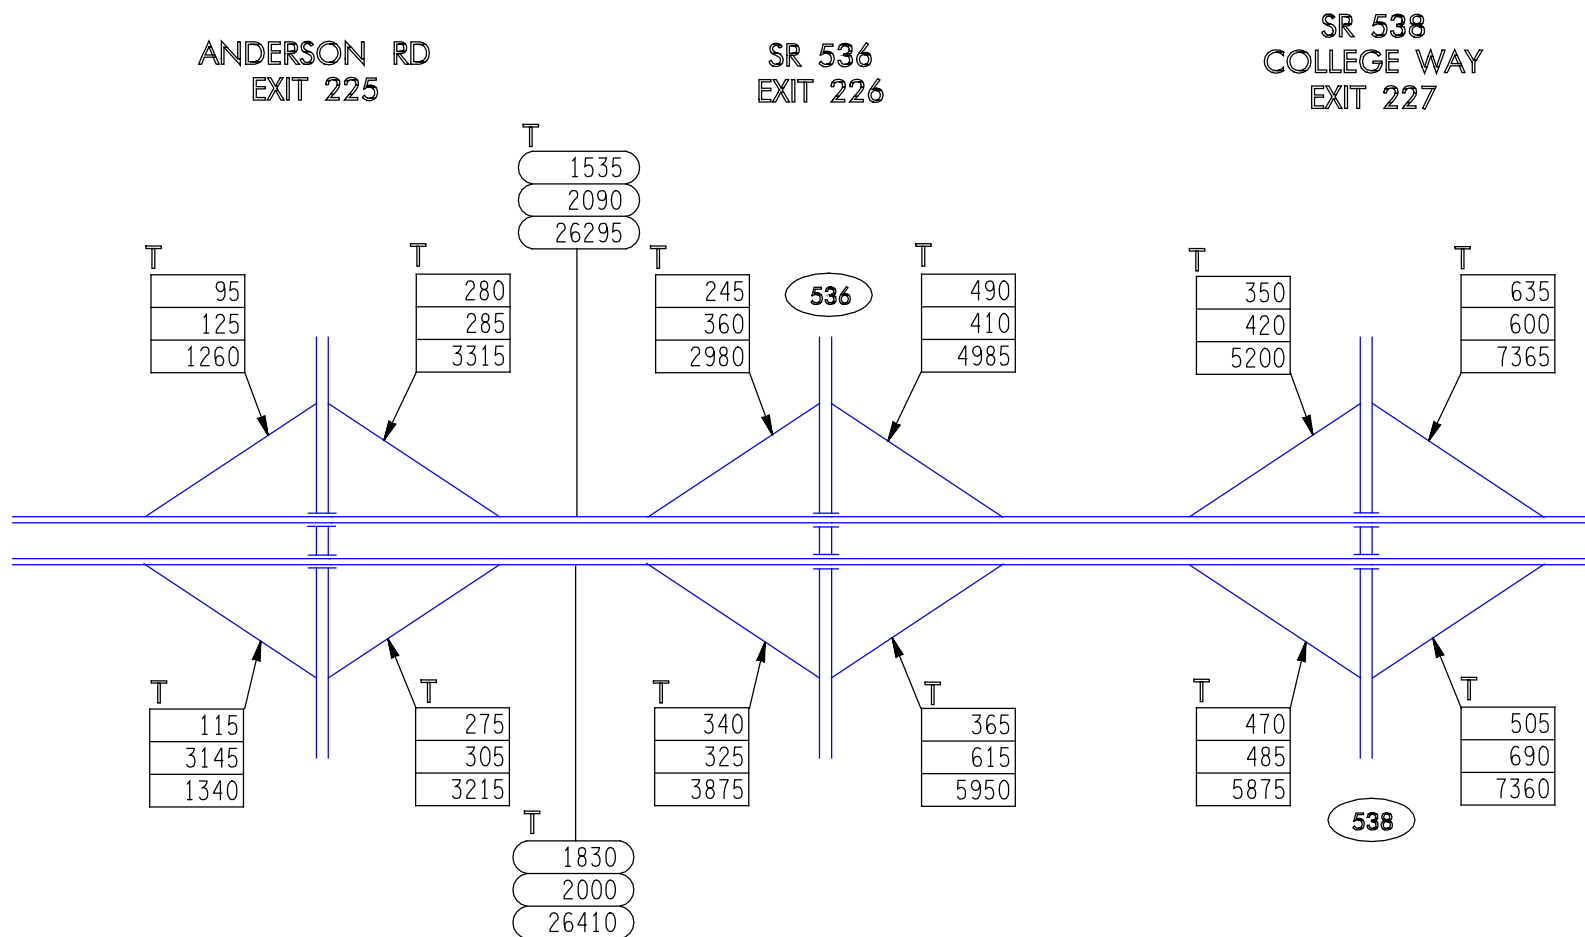 ANDERSON RD
EXIT 225
SR 536
EXIT 226
SR 538
COLLEGE WAY
EXIT 227
T
1535
2090
26295
T
95
125
1260
T
280
285
3315
T
245
360
2980
536
T
490
410
4985
T
350
420
5200
T
635
600
7365
T
115
3145
1340
T
275
305
3215
T
340
325
3875
T
365
615
5950
T
470
485
5875
T
505
690
7360
538
T
1830
2000
26410